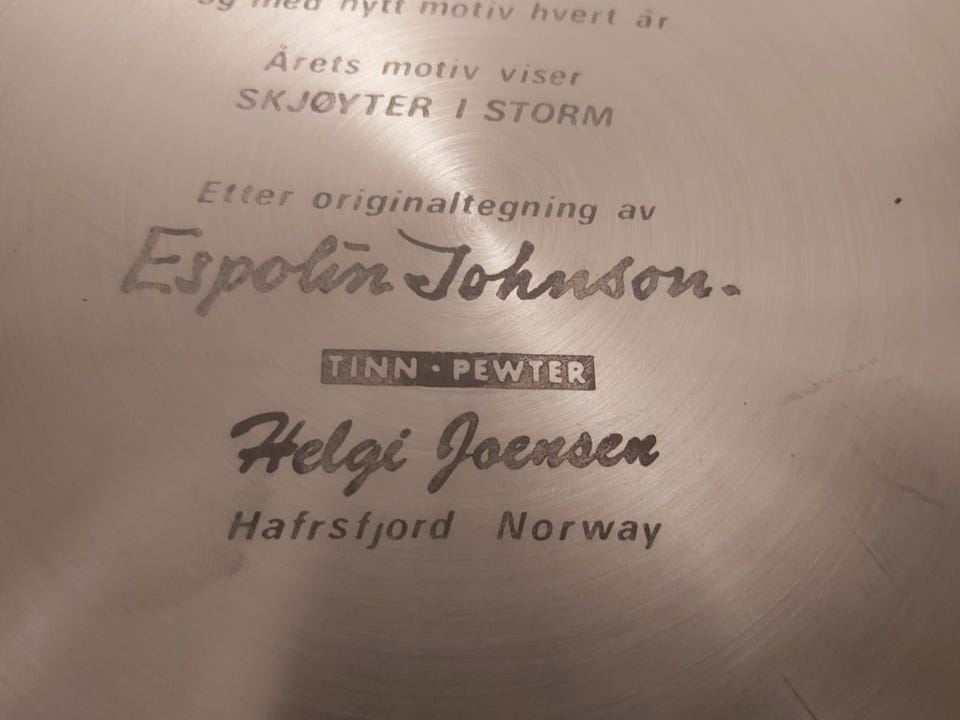 og med nytt motiv hvert år
Årets motiv viser
SKJØYTER I STORM
Etter originaltegning av
Espolin Johnson.
TINN · PEWTER
Helgi Joensen
Hafrsfjord Norway